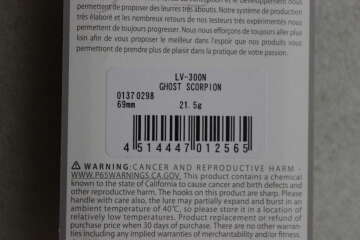 permettent de proposer des leurres très aboutis. Notre système de production
très élaboré et les nombreux retours de nos testeurs très expérimentés nous
permettent de toujours progresser. Nous nous efforçons de toujours aller plus
loin afin de vous proposer le meilleur dans l'espoir que nos produits vous
permettront de prendre plus de plaisir dans la pratique de votre passion.
LV-300N
GHOST SCORPION
01370298
69mm 21.5g
4 514447 012565
⚠ WARNING: CANCER AND REPRODUCTIVE HARM -
WWW.P65WARNINGS.CA.GOV. This product contains a chemical
known to the state of California to cause cancer and birth defects and
other reproductive harm. The hooks on this product are sharp. Please
handle with care also, the lure may partially expand and burst in an
ambient temperature of 40℃, so please store it in a location of
relatively low temperatures. Product replacement or refund of
purchase price when 30 days of purchase. There are no other warran-
ties including implied warranties of merchantability and/or fitness.